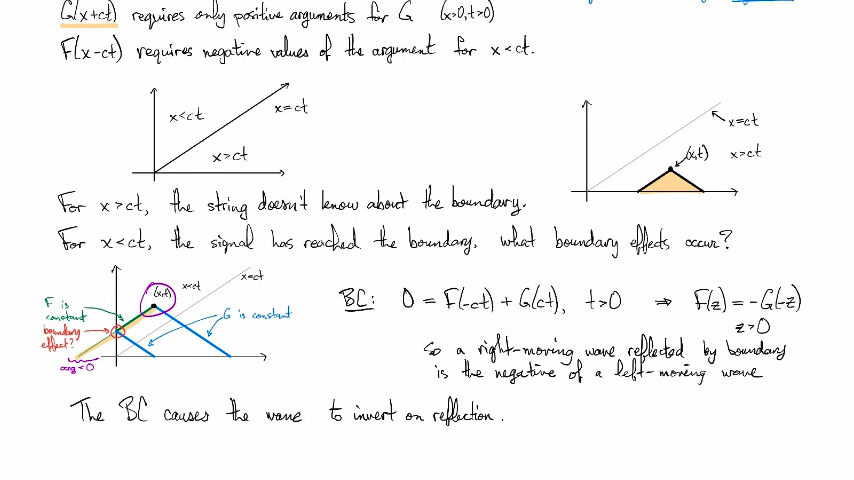 G(x+ct) requires only positive arguments for G (x>0, t>0)
F(x-ct) requires negative values of the argument for x < ct.
x<ct
x=ct
x>ct
x=ct
(x,t)
x>ct
For x>ct, the string doesn't know about the boundary.
For x<ct, the signal has reached the boundary, what boundary effects occur?
x=ct
(x,t)
x<ct
F is
constant
boundary
effect?
G is constant
arg<0
BC: 0 = F(-ct) + G(ct), t>0 ⇒ F(z) = -G(-z)
z>0
So a right-moving wave reflected by boundary
is the negative of a left-moving wave
The BC causes the wave to invert on reflection.